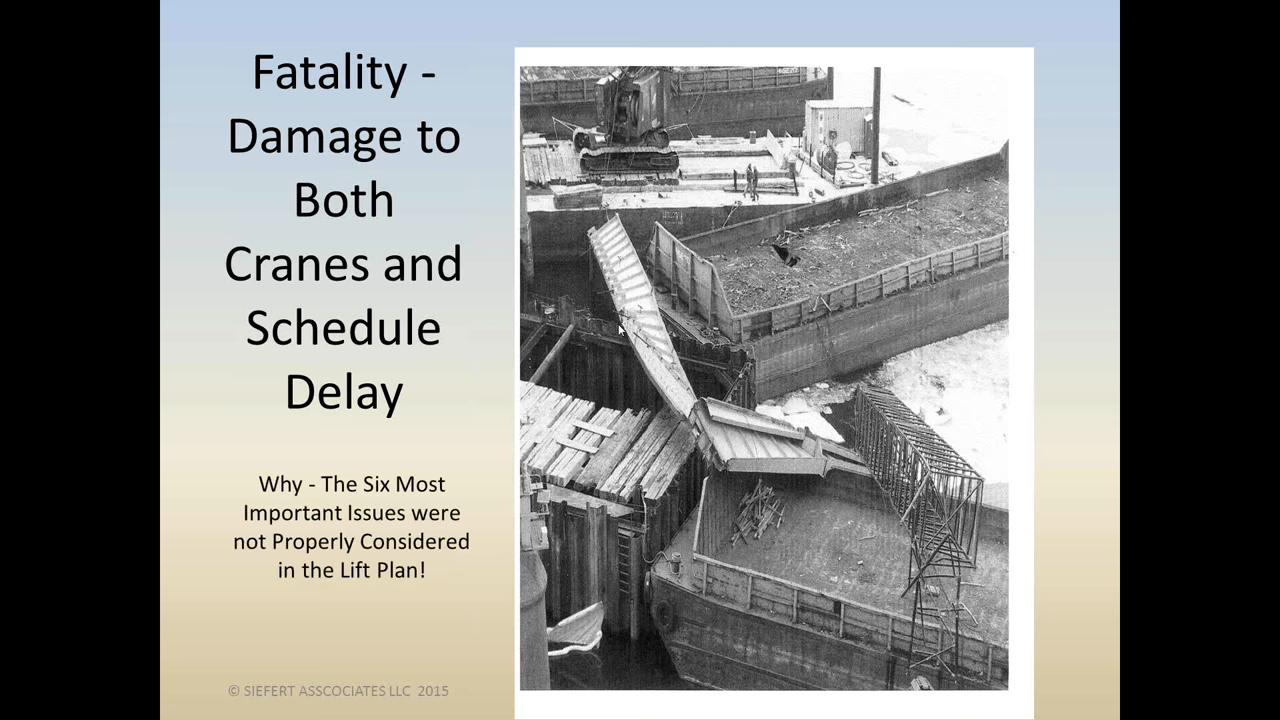 Fatality -
Damage to
Both
Cranes and
Schedule
Delay
Why - The Six Most
Important Issues were
not Properly Considered
in the Lift Plan!
© SIEFERT ASSCOCIATES LLC 2015